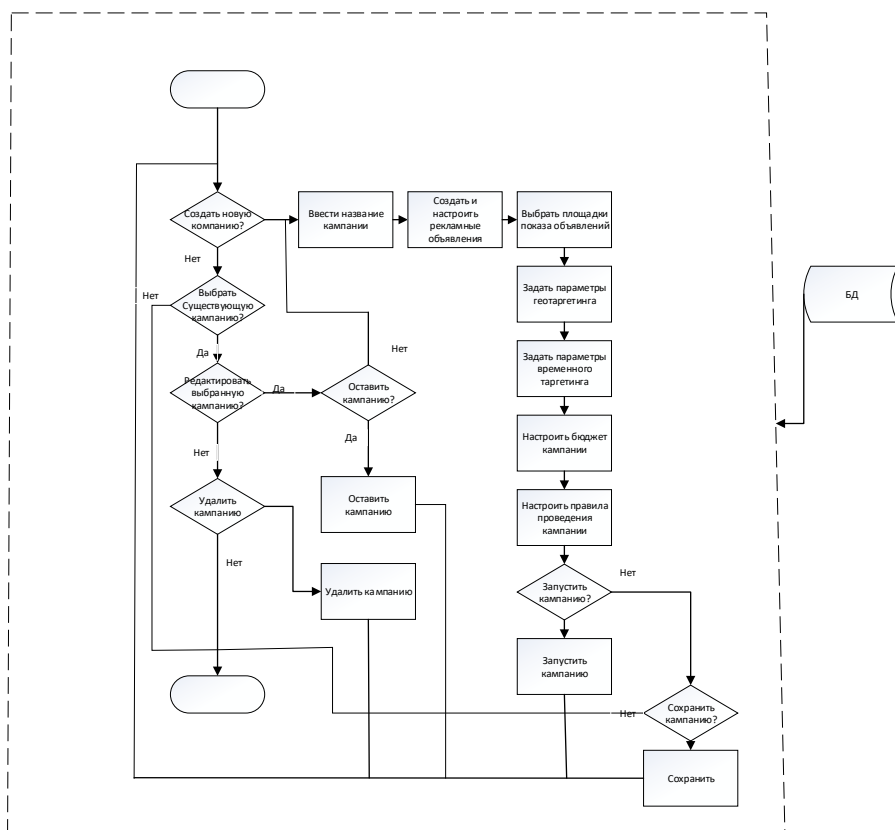 Создать новую
компанию?
Ввести название
кампании
Создать и
настроить
рекламные
объявления
Выбрать площадки
показа объявлений
Нет
Нет
Выбрать
Существующую
кампанию?
Задать параметры
геотаргетинга
БД
Да
Нет
Редактировать
выбранную
кампанию?
Да
Оставить
кампанию?
Задать параметры
временного
таргетинга
Да
Нет
Настроить бюджет
кампании
Удалить
кампанию
Оставить
кампанию
Настроить правила
проведения
кампании
Нет
Удалить кампанию
Запустить
кампанию?
Нет
Запустить
кампанию
Нет
Сохранить
кампанию?
Сохранить